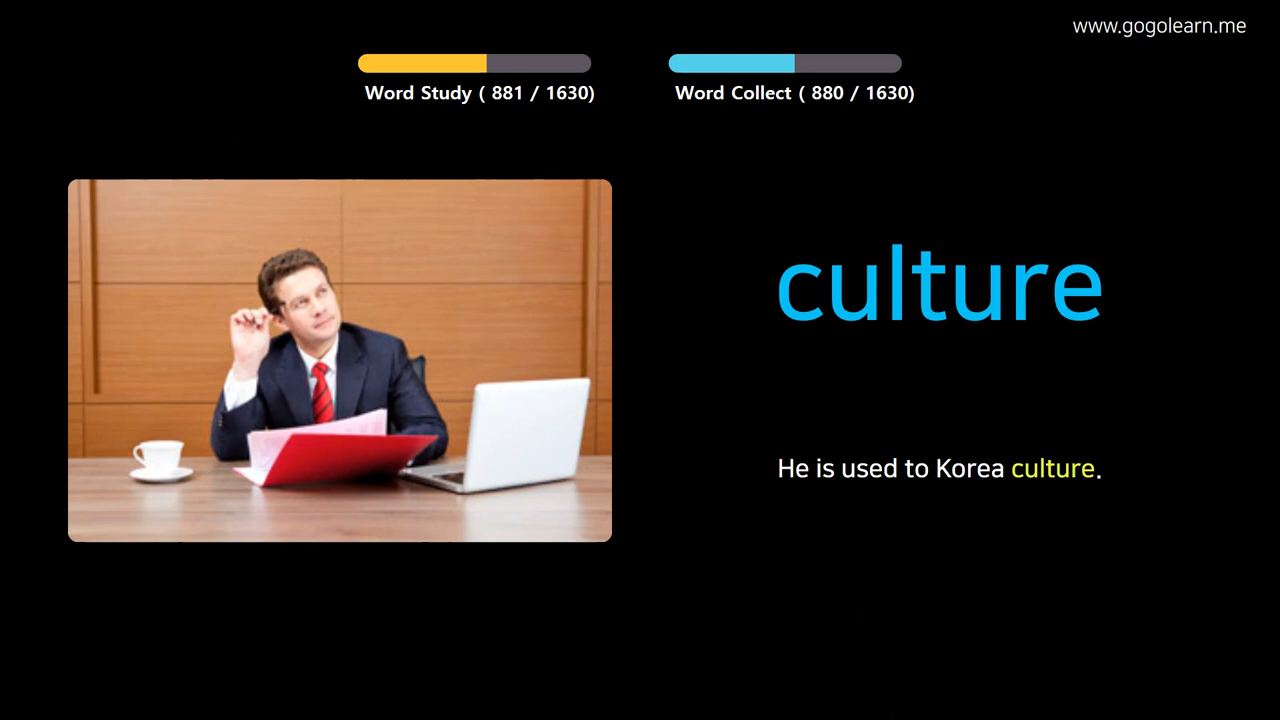 www.gogolearn.me
Word Study ( 881 / 1630)
Word Collect ( 880 / 1630)
culture
He is used to Korea culture.